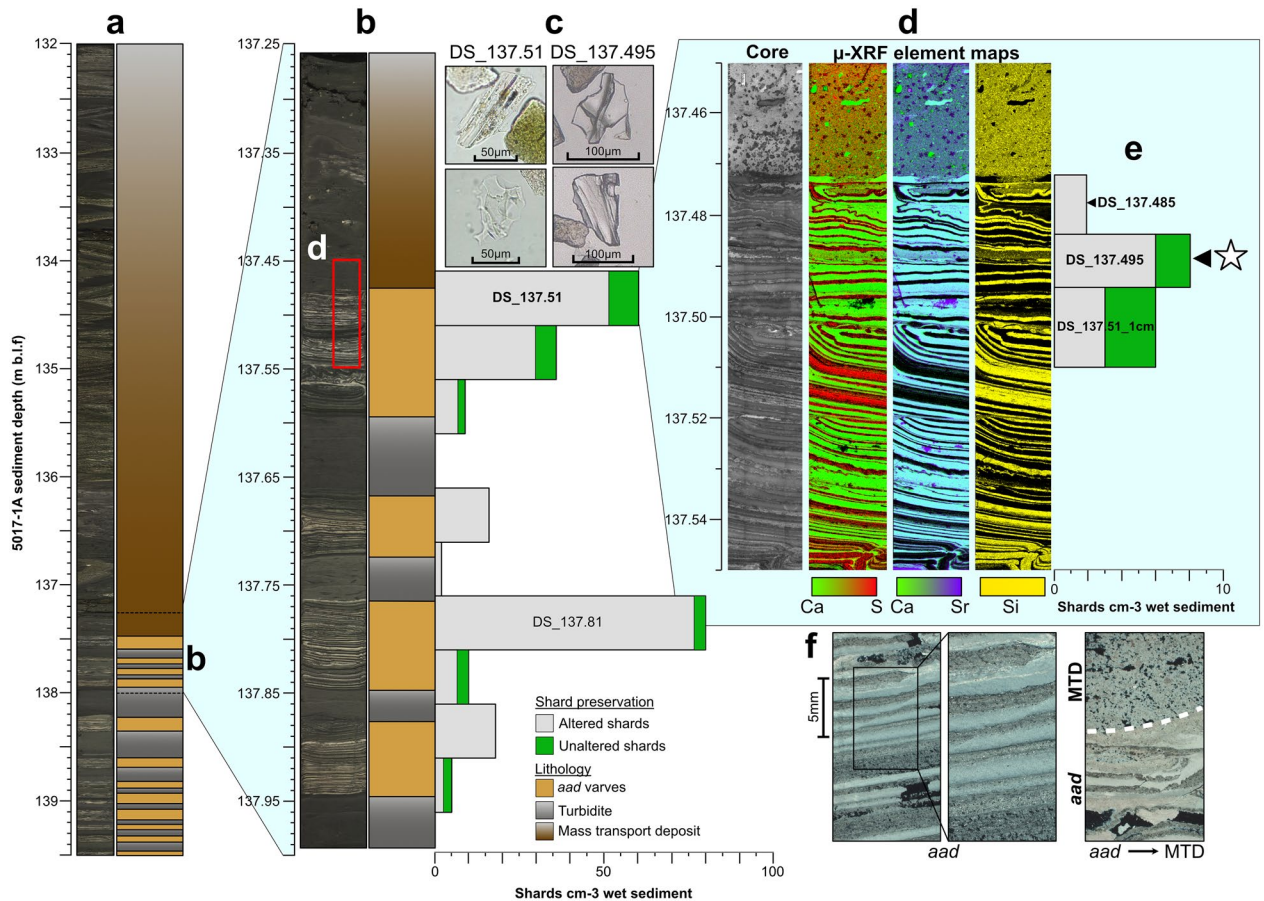 a
b
c
d
DS_137.51
DS_137.495
Core
µ-XRF element maps
132
133
134
135
136
137
138
139
5017-1A sediment depth (m b.l.f)
b
137.25
137.35
137.45
137.55
137.65
137.75
137.85
137.95
d
50µm
100µm
50µm
100µm
DS_137.51
DS_137.81
0
50
100
Shards cm-3 wet sediment
Shard preservation
Altered shards
Unaltered shards
Lithology
aad varves
Turbidite
Mass transport deposit
137.46
137.48
137.50
137.52
137.54
Ca
S
Ca
Sr
Si
e
DS_137.485
DS_137.495
DS_137.51_1cm
0
10
Shards cm-3 wet sediment
f
5mm
aad
MTD
aad
aad → MTD